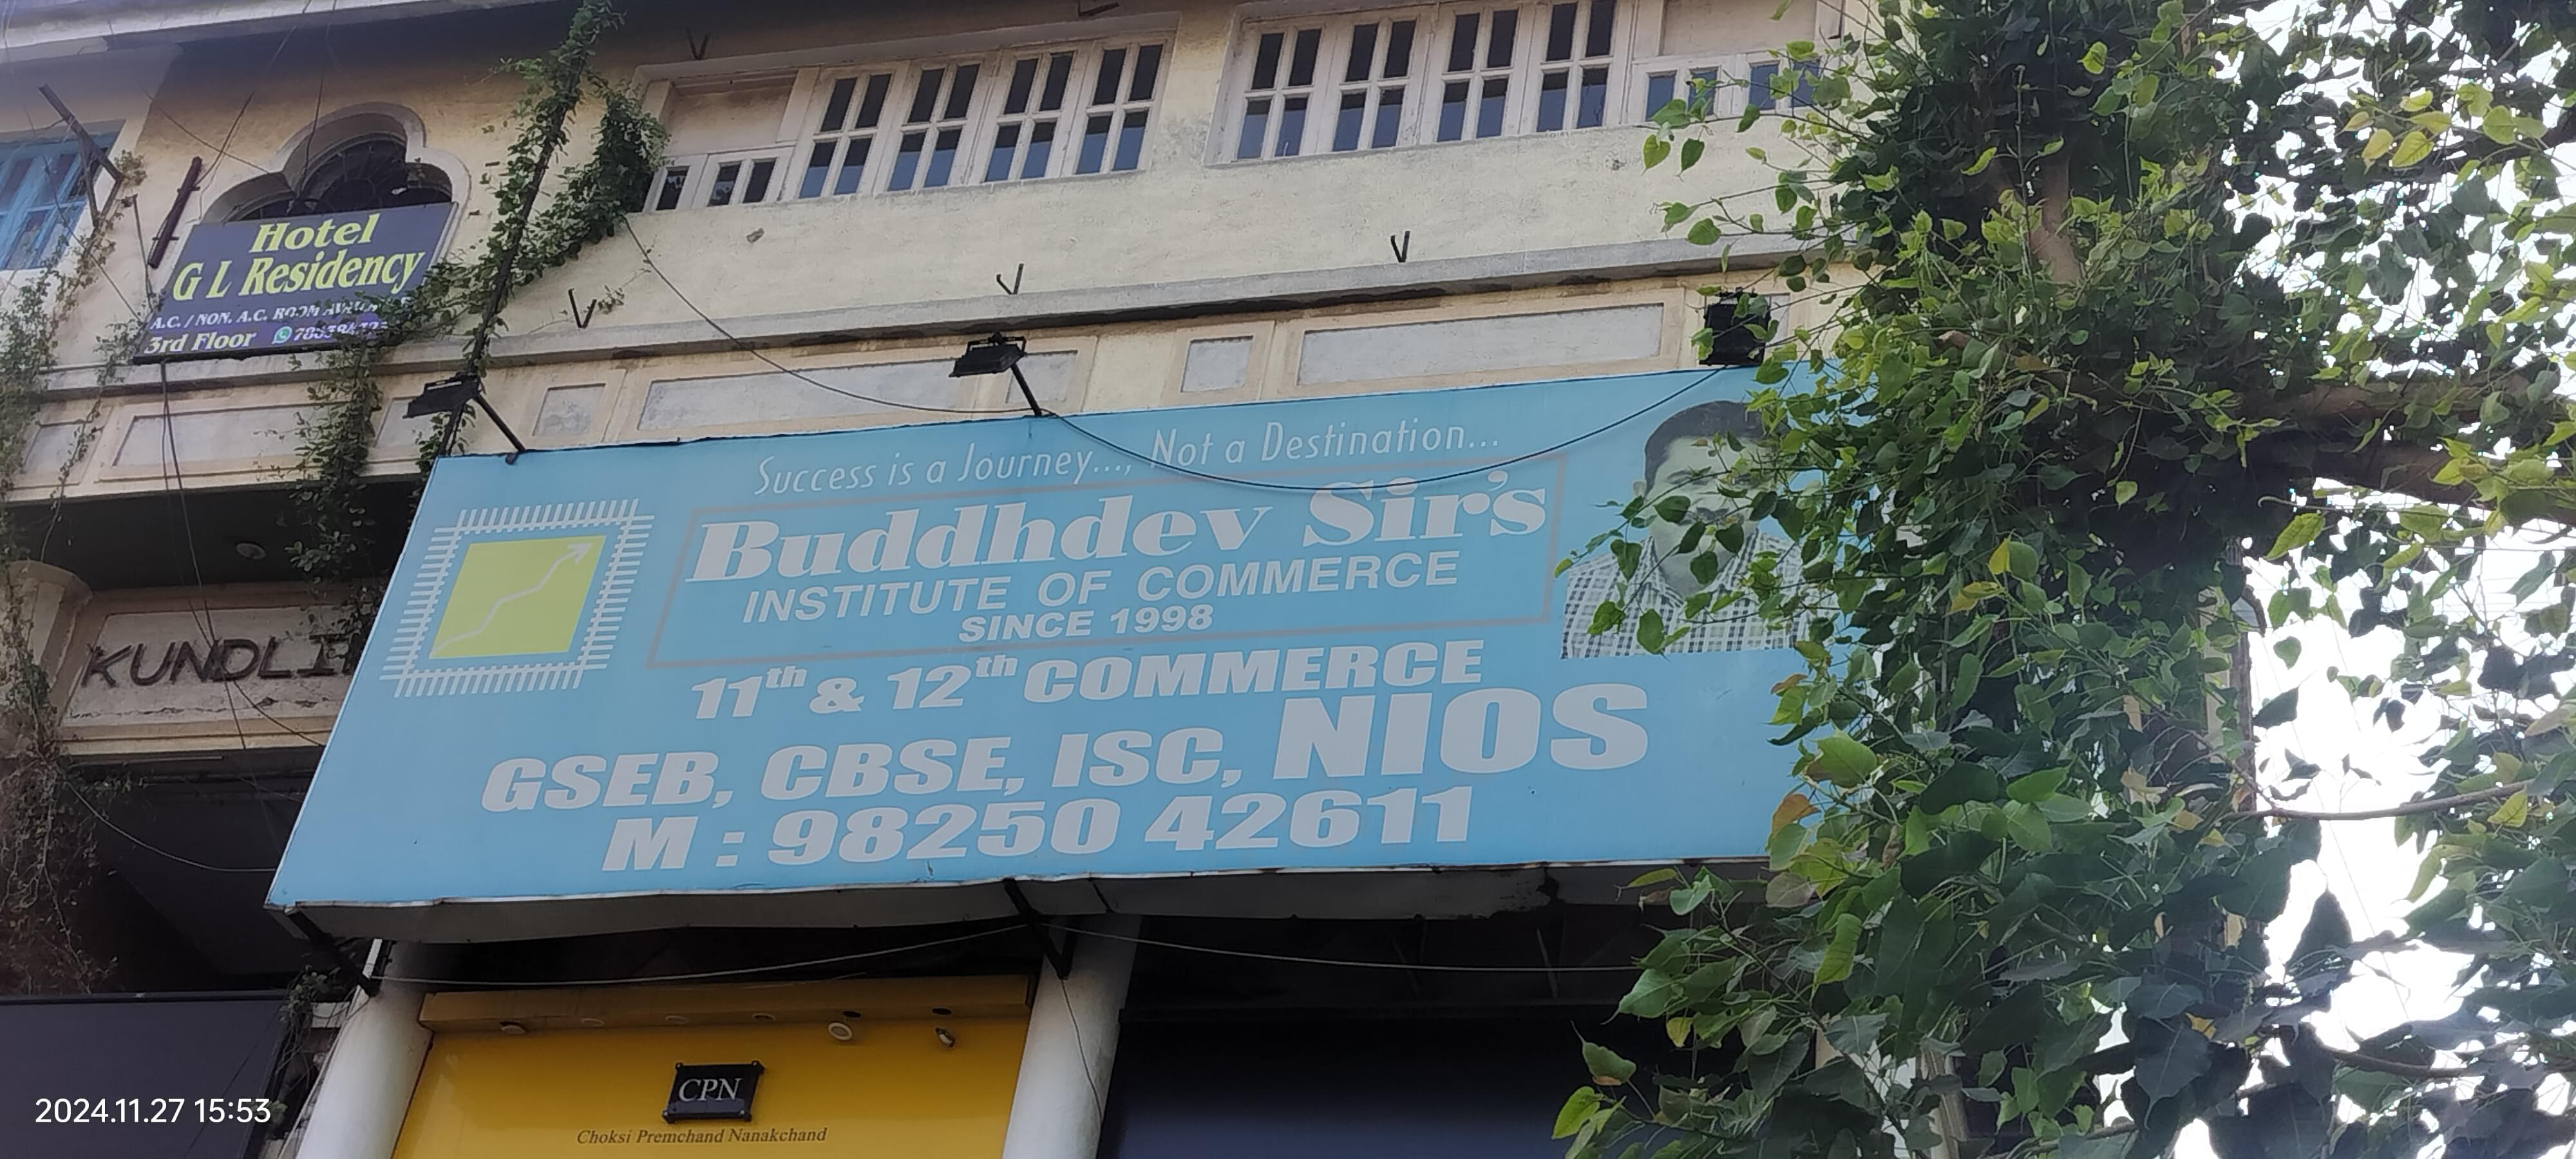 Hotel
G L Residency
A.C. / NON. A.C. ROOM
3rd Floor
Success is a Journey..., Not a Destination...
Buddhdev Sir's
INSTITUTE OF COMMERCE
SINCE 1998
11th & 12th COMMERCE
GSEB, CBSE, ISC, NIOS
M : 98250 42611
KUNDLI
CPN
Choksi Premchand Nanakchand
2024.11.27 15:53